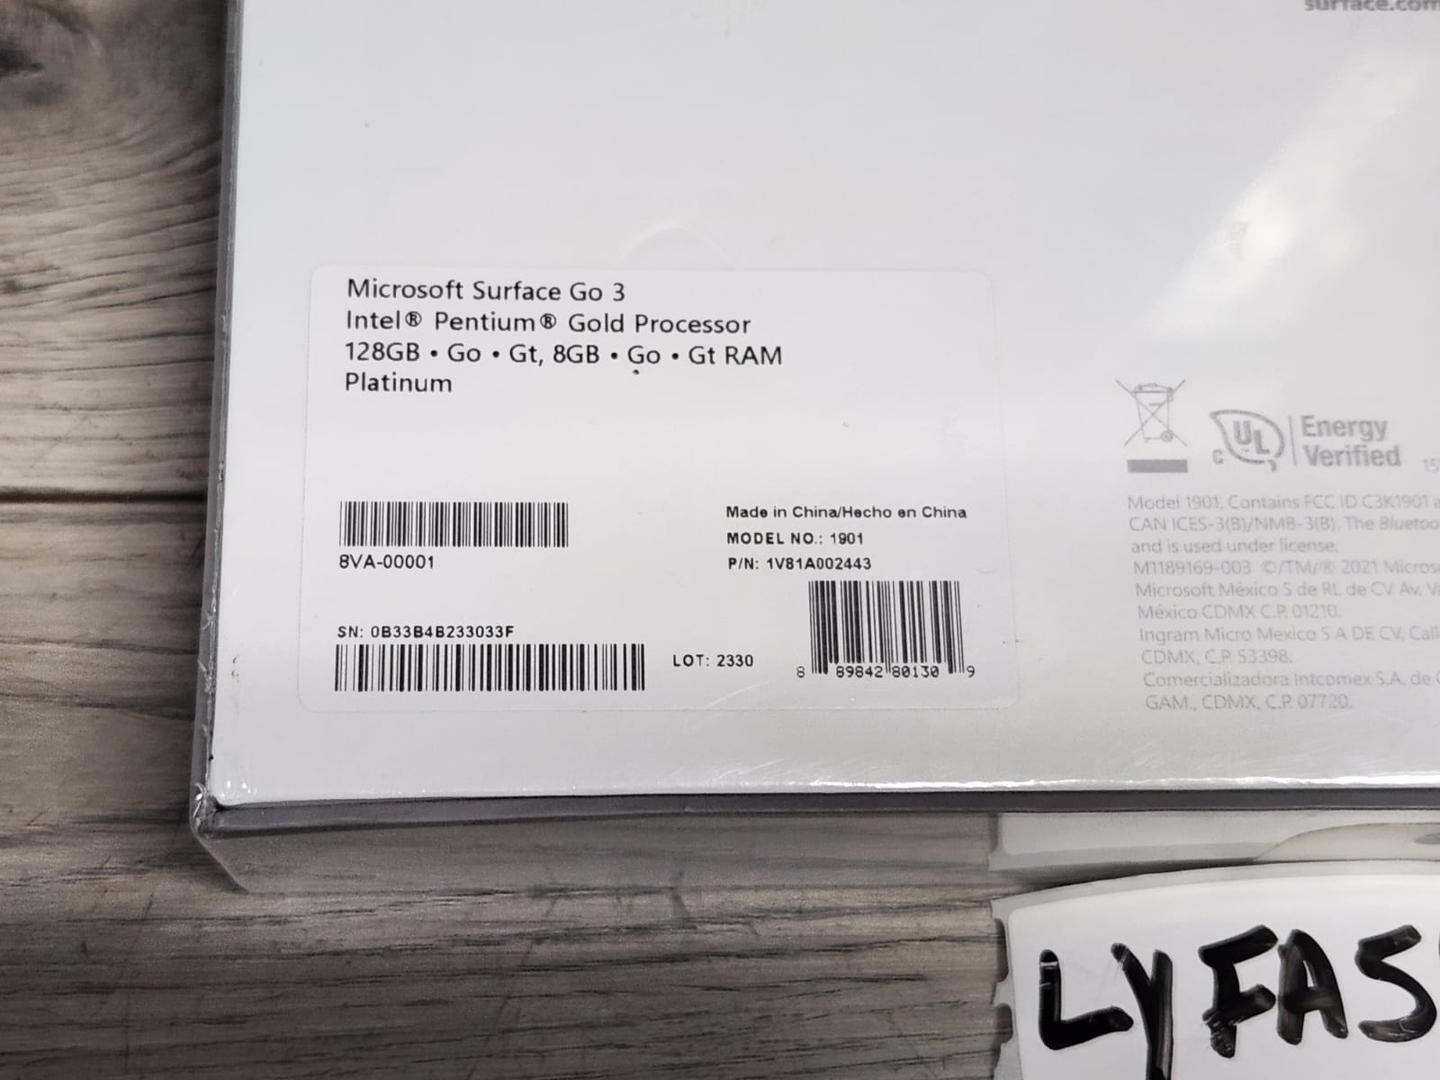 surface.com
Microsoft Surface Go 3
Intel® Pentium® Gold Processor
128GB • Go • Gt, 8GB • Go • Gt RAM
Platinum
8VA-00001
SN: 0B33B4B233033F
LOT: 2330
Made in China/Hecho en China
MODEL NO.: 1901
P/N: 1V81A002443
8 89842 80130 9
c UL Energy Verified
Model 1901, Contains FCC ID C3K1901
CAN ICES-3(B)/NMB-3(B). The
and is used under license.
M1189169-003 ©/TM/® 2021
Microsoft México S de RL de CV Av.
México CDMX C.P. 01210.
Ingram Micro Mexico S A DE CV,
CDMX, C.P. 53398.
Comercializadora Intcomex S.A. de
GAM., CDMX, C.P. 07720.
LYFAS